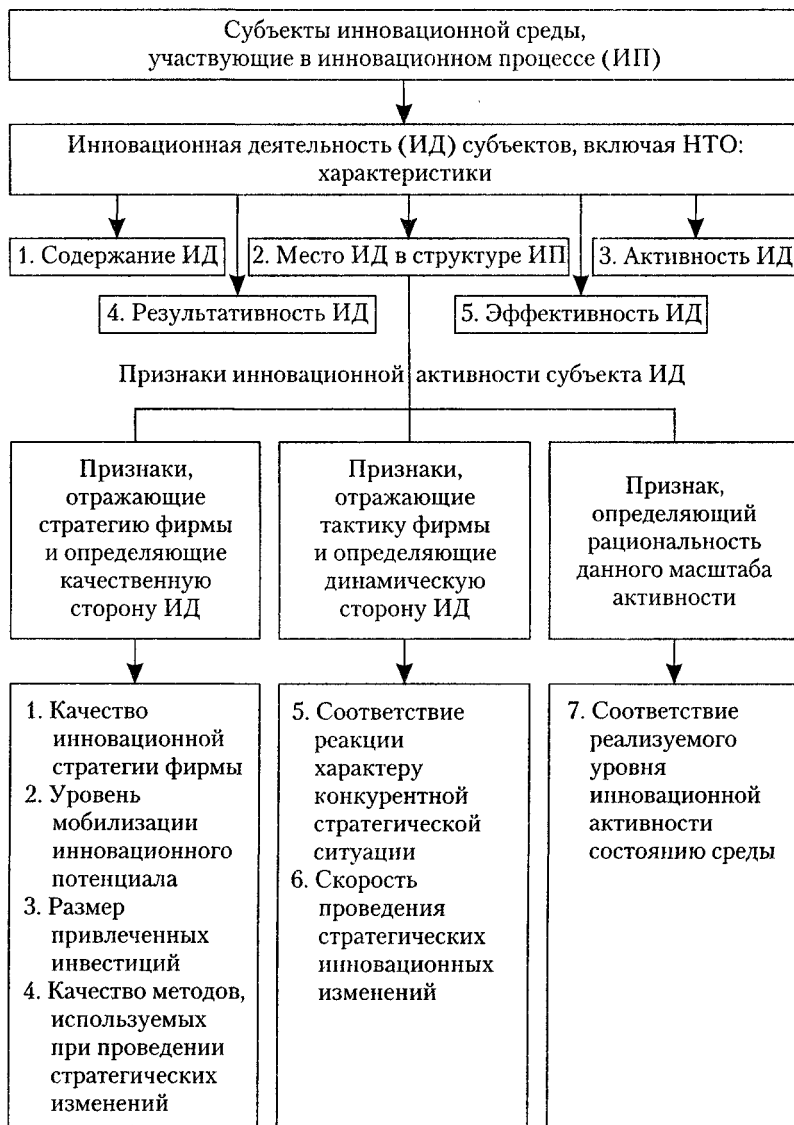 Субъекты инновационной среды,
участвующие в инновационном процессе (ИП)
Инновационная деятельность (ИД) субъектов, включая НТО:
характеристики
1. Содержание ИД
2. Место ИД в структуре ИП
3. Активность ИД
4. Результативность ИД
5. Эффективность ИД
Признаки инновационной активности субъекта ИД
Признаки,
отражающие
стратегию фирмы
и определяющие
качественную
сторону ИД
Признаки,
отражающие
тактику фирмы
и определяющие
динамическую
сторону ИД
Признак,
определяющий
рациональность
данного масштаба
активности
1. Качество
инновационной
стратегии фирмы
2. Уровень
мобилизации
инновационного
потенциала
3. Размер
привлеченных
инвестиций
4. Качество методов,
используемых
при проведении
стратегических
изменений
5. Соответствие
реакции
характеру
конкурентной
стратегической
ситуации
6. Скорость
проведения
стратегических
инновационных
изменений
7. Соответствие
реализуемого
уровня
инновационной
активности
состоянию среды